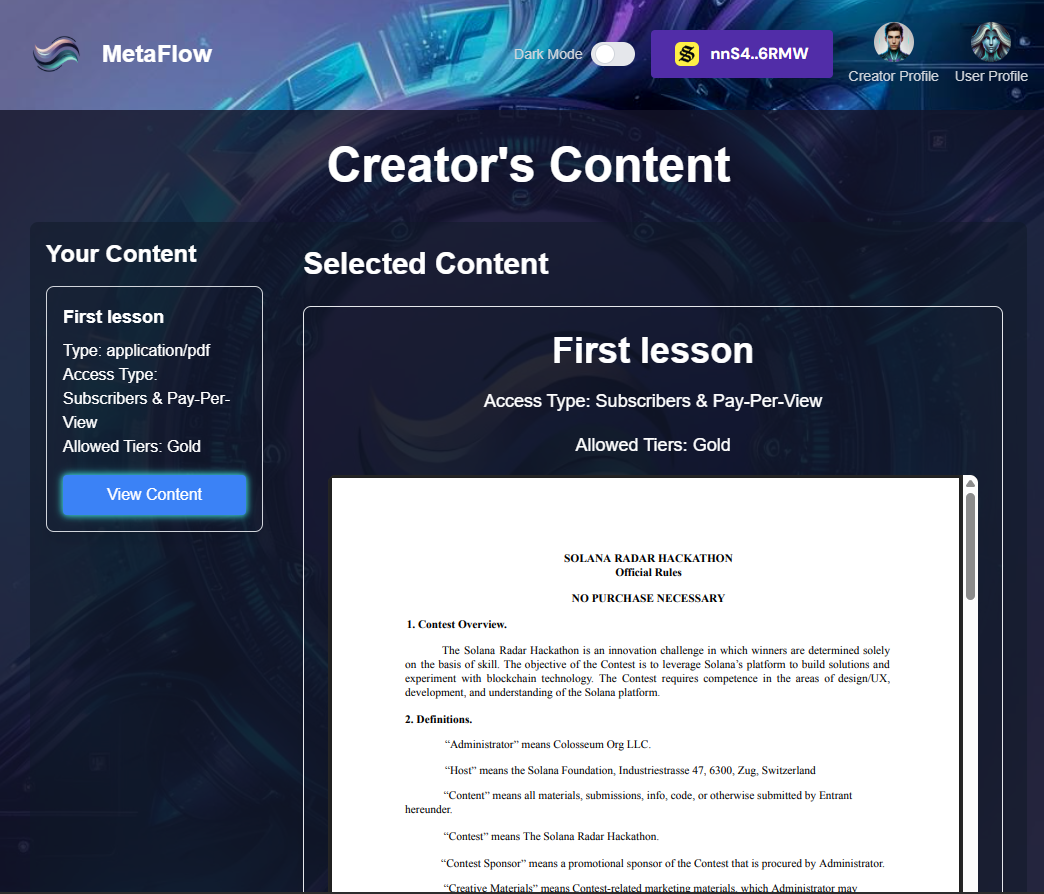 MetaFlow
Dark Mode
nnS4..6RMW
Creator Profile
User Profile
Creator's Content
Your Content
First lesson
Type: application/pdf
Access Type:
Subscribers & Pay-Per-
View
Allowed Tiers: Gold
View Content
Selected Content
First lesson
Access Type: Subscribers & Pay-Per-View
Allowed Tiers: Gold
SOLANA RADAR HACKATHON
Official Rules
NO PURCHASE NECESSARY
1. Contest Overview.
The Solana Radar Hackathon is an innovation challenge in which winners are determined solely
on the basis of skill. The objective of the Contest is to leverage Solana’s platform to build solutions and
experiment with blockchain technology. The Contest requires competence in the areas of design/UX,
development, and understanding of the Solana platform.
2. Definitions.
“Administrator” means Colosseum Org LLC.
“Host” means the Solana Foundation, Industriestrasse 47, 6300, Zug, Switzerland
“Content” means all materials, submissions, info, code, or otherwise submitted by Entrant
hereunder.
“Contest” means The Solana Radar Hackathon.
“Contest Sponsor” means a promotional sponsor of the Contest that is procured by Administrator.
“Creative Materials” means Contest-related marketing materials, which Administrator may